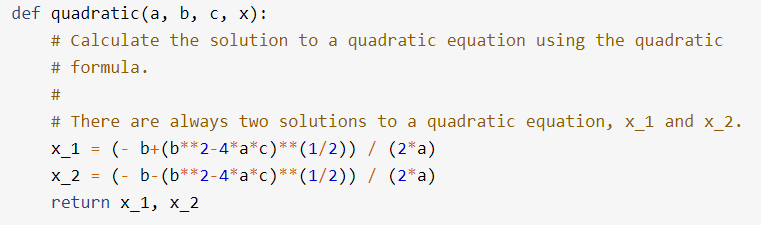 def quadratic(a, b, c, x):
    # Calculate the solution to a quadratic equation using the quadratic
    # formula.
    #
    # There are always two solutions to a quadratic equation, x_1 and x_2.
    x_1 = (- b+(b**2-4*a*c)**(1/2)) / (2*a)
    x_2 = (- b-(b**2-4*a*c)**(1/2)) / (2*a)
    return x_1, x_2